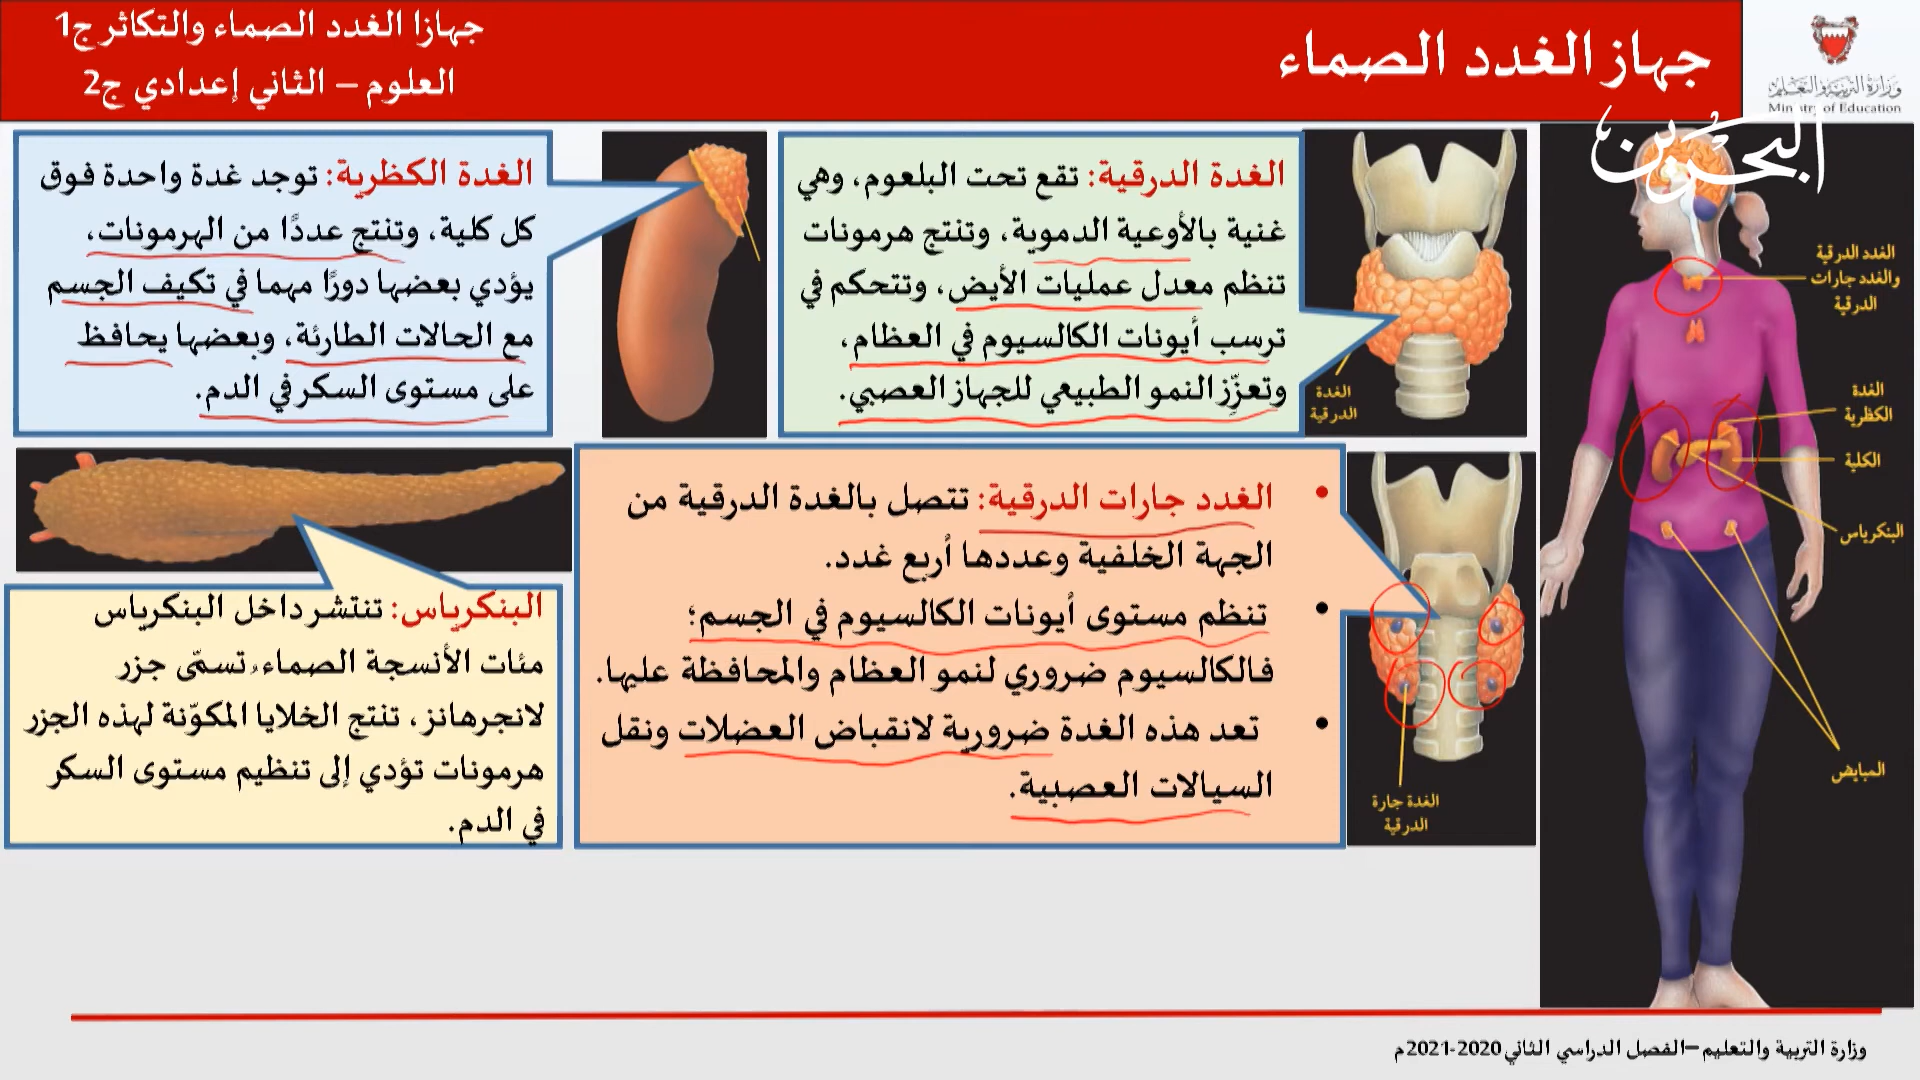 جهاز الغدد الصماء
جهازا الغدد الصماء والتكاثر ج1
العلوم – الثاني إعدادي ج2
وزارة التربية والتعليم
Ministry of Education
البحرين
الغدد الدرقية
والغدد جارات
الدرقية
الغدة
الكظرية
الكلية
البنكرياس
المبايض
الغدة الدرقية: تقع تحت البلعوم، وهي
غنية بالأوعية الدموية، وتنتج هرمونات
تنظم معدل عمليات الأيض، وتتحكم في
ترسب أيونات الكالسيوم في العظام،
وتعزّز النمو الطبيعي للجهاز العصبي.
الغدة
الدرقية
الغدة الكظرية: توجد غدة واحدة فوق
كل كلية، وتنتج عددًا من الهرمونات،
يؤدي بعضها دورًا مهما في تكيف الجسم
مع الحالات الطارئة، وبعضها يحافظ
على مستوى السكر في الدم.
• الغدد جارات الدرقية: تتصل بالغدة الدرقية من
الجهة الخلفية وعددها أربع غدد.
• تنظم مستوى أيونات الكالسيوم في الجسم؛
فالكالسيوم ضروري لنمو العظام والمحافظة عليها.
• تعد هذه الغدة ضرورية لانقباض العضلات ونقل
السيالات العصبية.
الغدة جارة
الدرقية
البنكرياس: تنتشر داخل البنكرياس
مئات الأنسجة الصماء، تسمّى جزر
لانجرهانز، تنتج الخلايا المكوّنة لهذه الجزر
هرمونات تؤدي إلى تنظيم مستوى السكر
في الدم.
وزارة التربية والتعليم –الفصل الدراسي الثاني 2020-2021م